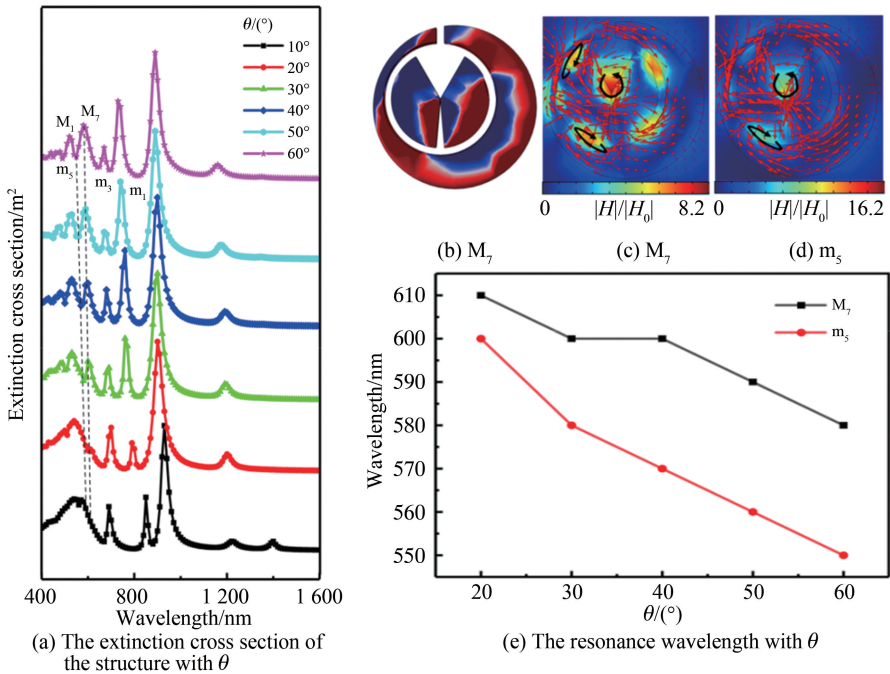 θ/(°)
10°
20°
30°
40°
50°
60°
M₁
M₇
m₅
m₃
m₁
Extinction cross section/m²
400
800
1 200
1 600
Wavelength/nm
(a) The extinction cross section of
the structure with θ
0
|H|/|H₀|
8.2
0
|H|/|H₀|
16.2
(b) M₇
(c) M₇
(d) m₅
M₇
m₅
610
600
590
580
570
560
550
Wavelength/nm
20
30
40
50
60
θ/(°)
(e) The resonance wavelength with θ